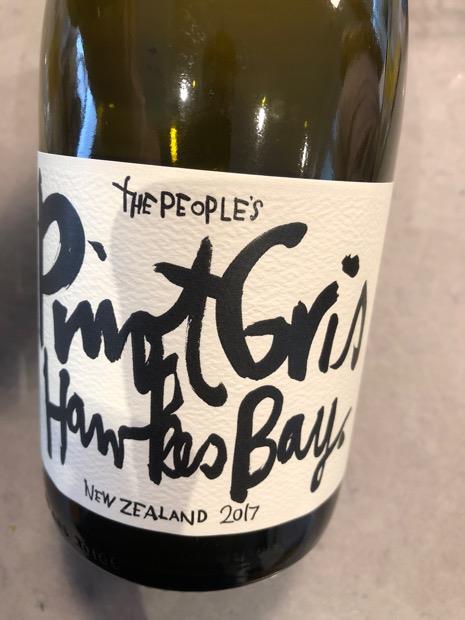 THE PEOPLE'S
Pinot Gris
Hawkes Bay.
NEW ZEALAND 2017